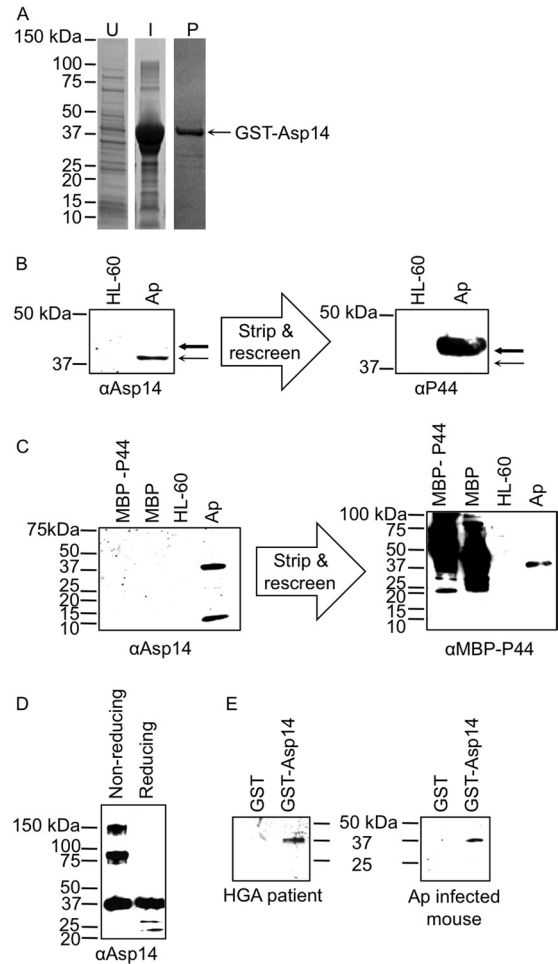 A
U I P
150 kDa
100
75
50
37
25
20
15
10
GST-Asp14
B
HL-60
Ap
50 kDa
37
αAsp14
Strip &
rescreen
HL-60
Ap
50 kDa
37
αP44
C
MBP -P44
MBP
HL-60
Ap
75kDa
50
37
25
20
15
10
αAsp14
Strip &
rescreen
MBP- P44
MBP
HL-60
Ap
100 kDa
75
50
37
25
20
15
10
αMBP-P44
D
Non-reducing
Reducing
150 kDa
100
75
50
37
25
20
αAsp14
E
GST
GST-Asp14
HGA patient
50 kDa
37
25
GST
GST-Asp14
Ap infected
mouse